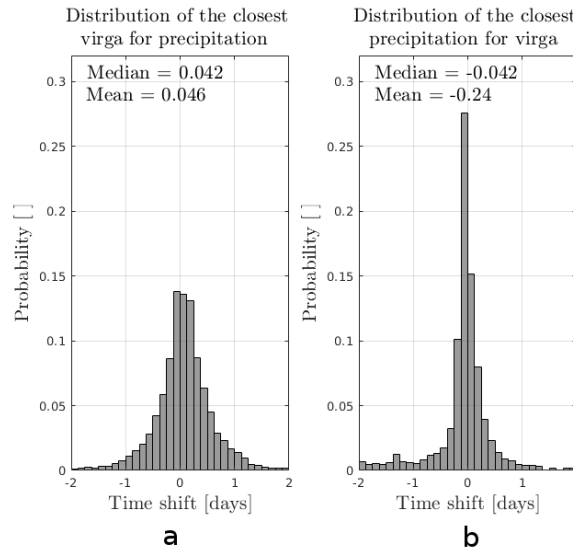 Distribution of the closest
virga for precipitation
Median = 0.042
Mean = 0.046
0.3
0.25
0.2
0.15
0.1
0.05
0
Probability [ ]
-2 -1 0 1 2
Time shift [days]
a
Distribution of the closest
precipitation for virga
Median = -0.042
Mean = -0.24
0.3
0.25
0.2
0.15
0.1
0.05
0
Probability [ ]
-2 -1 0 1
Time shift [days]
b